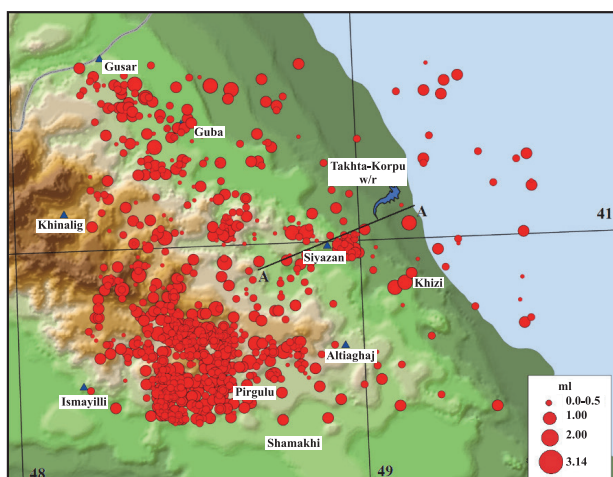 Gusar
Guba
Takhta-Korpu
w/r
A
Khinalig
41
Siyazan
A
Khizi
Altiaghaj
Ismayilli
Pirgulu
Shamakhi
ml
0.0-0.5
1.00
2.00
3.14
48
49